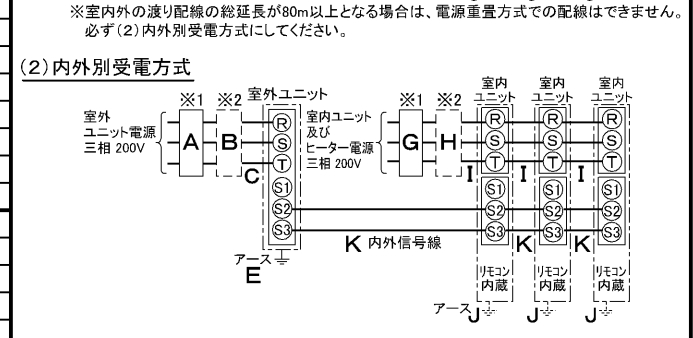 ※室内外の渡り配線の総延長が80m以上となる場合は、電源重畳方式での配線はできません。
必ず(2)内外別受電方式にしてください。
(2)内外別受電方式
※1 ※2 室外ユニット
室外
ユニット電源
三相 200V
A B C
R
S
T
S1
S2
S3
アース
E
※1 ※2
室内ユニット
及び
ヒーター電源
三相 200V
G H
室内
ユニット
室内
ユニット
室内
ユニット
R R R
S S S
T T T
I I I
S1 S1 S1
S2 S2 S2
S3 S3 S3
K 内外信号線 K K
リモコン
内蔵
リモコン
内蔵
リモコン
内蔵
アース J J J